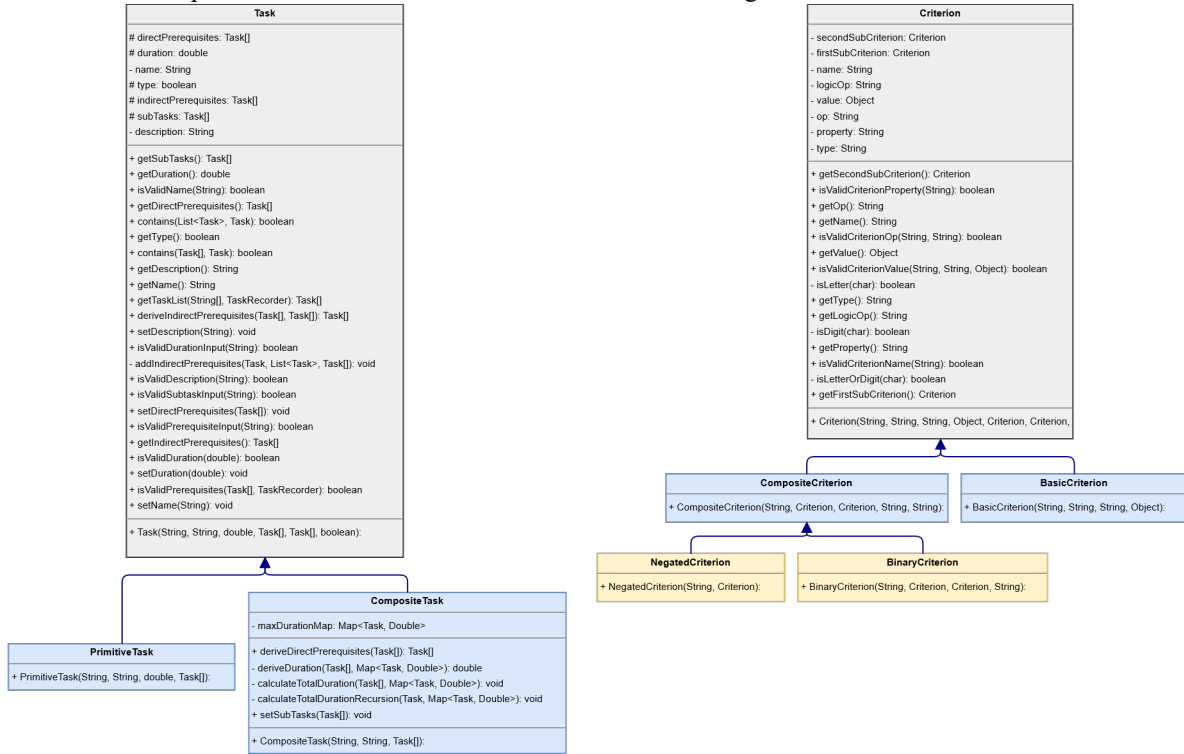 Task
# directPrerequisites: Task[]
# duration: double
- name: String
# type: boolean
# indirectPrerequisites: Task[]
# subTasks: Task[]
- description: String
+ getSubTasks(): Task[]
+ getDuration(): double
+ isValidName(String): boolean
+ getDirectPrerequisites(): Task[]
+ contains(List<Task>, Task): boolean
+ getType(): boolean
+ contains(Task[], Task): boolean
+ getDescription(): String
+ getName(): String
+ getTaskList(String[], TaskRecorder): Task[]
+ deriveIndirectPrerequisites(Task[], Task[]): Task[]
+ setDescription(String): void
+ isValidDurationInput(String): boolean
- addIndirectPrerequisites(Task, List<Task>, Task[]): void
+ isValidDescription(String): boolean
+ isValidSubtaskInput(String): boolean
+ setDirectPrerequisites(Task[]): void
+ isValidPrerequisiteInput(String): boolean
+ getIndirectPrerequisites(): Task[]
+ isValidDuration(double): boolean
+ setDuration(double): void
+ isValidPrerequisites(Task[], TaskRecorder): boolean
+ setName(String): void
+ Task(String, String, double, Task[], Task[], boolean):
PrimitiveTask
+ PrimitiveTask(String, String, double, Task[]):
CompositeTask
- maxDurationMap: Map<Task, Double>
+ deriveDirectPrerequisites(Task[]): Task[]
- deriveDuration(Task[], Map<Task, Double>): double
- calculateTotalDuration(Task[], Map<Task, Double>): void
- calculateTotalDurationRecursion(Task, Map<Task, Double>): void
+ setSubTasks(Task[]): void
+ CompositeTask(String, String, Task[]):
Criterion
- secondSubCriterion: Criterion
- firstSubCriterion: Criterion
- name: String
- logicOp: String
- value: Object
- op: String
- property: String
- type: String
+ getSecondSubCriterion(): Criterion
+ isValidCriterionProperty(String): boolean
+ getOp(): String
+ getName(): String
+ isValidCriterionOp(String, String): boolean
+ getValue(): Object
+ isValidCriterionValue(String, String, Object): boolean
- isLetter(char): boolean
+ getType(): String
+ getLogicOp(): String
- isDigit(char): boolean
+ getProperty(): String
+ isValidCriterionName(String): boolean
- isLetterOrDigit(char): boolean
+ getFirstSubCriterion(): Criterion
+ Criterion(String, String, String, Object, Criterion, Criterion,
CompositeCriterion
+ CompositeCriterion(String, Criterion, Criterion, String, String):
BasicCriterion
+ BasicCriterion(String, String, String, Object):
NegatedCriterion
+ NegatedCriterion(String, Criterion):
BinaryCriterion
+ BinaryCriterion(String, Criterion, Criterion, String):